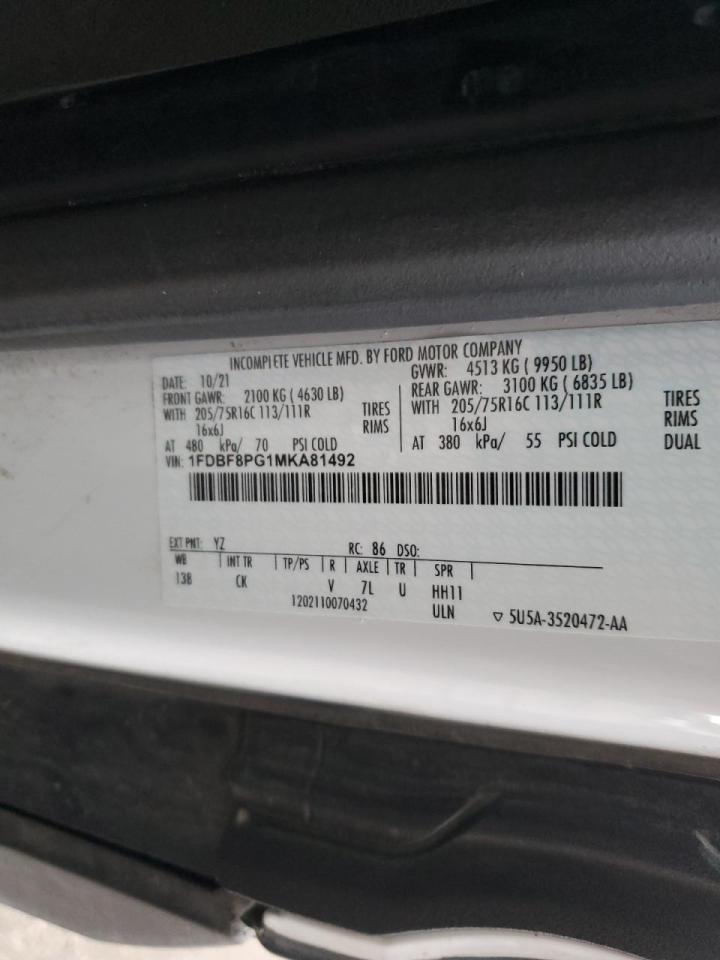 INCOMPLETE VEHICLE MFD. BY FORD MOTOR COMPANY
DATE: 10/21 GVWR: 4513 KG ( 9950 LB)
FRONT GAWR: 2100 KG ( 4630 LB) REAR GAWR: 3100 KG ( 6835 LB)
WITH 205/75R16C 113/111R TIRES WITH 205/75R16C 113/111R TIRES
16x6J RIMS 16x6J RIMS
AT 480 kPa/ 70 PSI COLD AT 380 kPa/ 55 PSI COLD DUAL
VIN: 1FDBF8PG1MKA81492
EXT PNT: YZ RC: 86 DSO:
WB INT TR TP/PS R AXLE TR SPR
138 CK V 7L U HH11
1202110070432 ULN ▽ 5U5A-3520472-AA